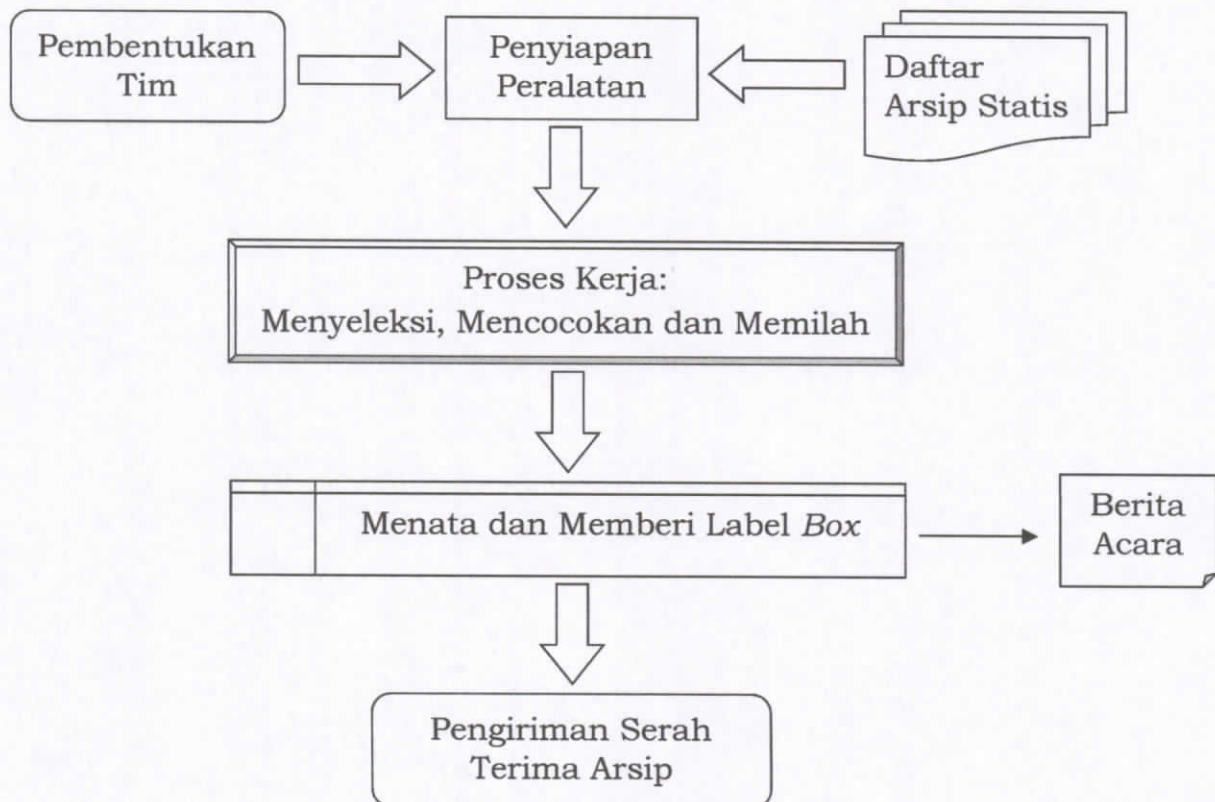 Pembentukan
Tim
Penyiapan
Peralatan
Daftar
Arsip Statis
Proses Kerja:
Menyeleksi, Mencocokan dan Memilah
Menata dan Memberi Label Box
Berita
Acara
Pengiriman Serah
Terima Arsip